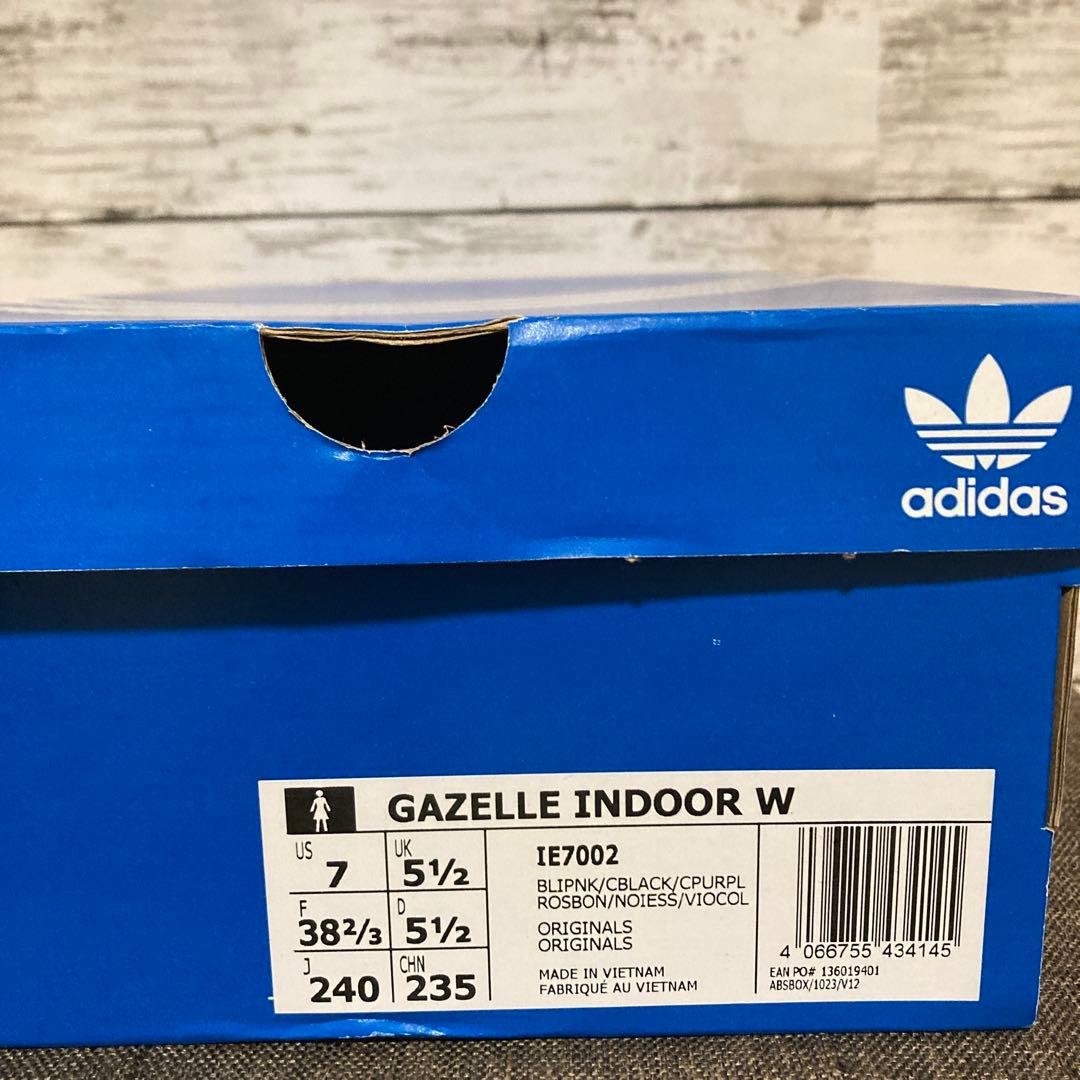 adidas
GAZELLE INDOOR W
US 7 UK 5½
F 38⅔ D 5½
J 240 CHN 235
IE7002
BLIPNK/CBLACK/CPURPL
ROSBON/NOIESS/VIOCOL
ORIGINALS
ORIGINALS
MADE IN VIETNAM
FABRIQUÉ AU VIETNAM
4 066755 434145
EAN PO# 136019401
ABSBOX/1023/V12